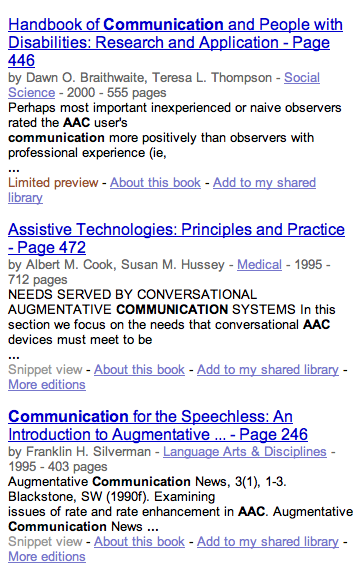 Handbook of Communication and People with
Disabilities: Research and Application - Page
446
by Dawn O. Braithwaite, Teresa L. Thompson - Social
Science - 2000 - 555 pages
Perhaps most important inexperienced or naive observers
rated the AAC user's
communication more positively than observers with
professional experience (ie,
...
Limited preview - About this book - Add to my shared
library
Assistive Technologies: Principles and Practice
- Page 472
by Albert M. Cook, Susan M. Hussey - Medical - 1995 -
712 pages
NEEDS SERVED BY CONVERSATIONAL
AUGMENTATIVE COMMUNICATION SYSTEMS In this
section we focus on the needs that conversational AAC
devices must meet to be
...
Snippet view - About this book - Add to my shared library -
More editions
Communication for the Speechless: An
Introduction to Augmentative ... - Page 246
by Franklin H. Silverman - Language Arts & Disciplines -
1995 - 403 pages
Augmentative Communication News, 3(1), 1-3.
Blackstone, SW (1990f). Examining
issues of rate and rate enhancement in AAC. Augmentative
Communication News ...
Snippet view - About this book - Add to my shared library -
More editions